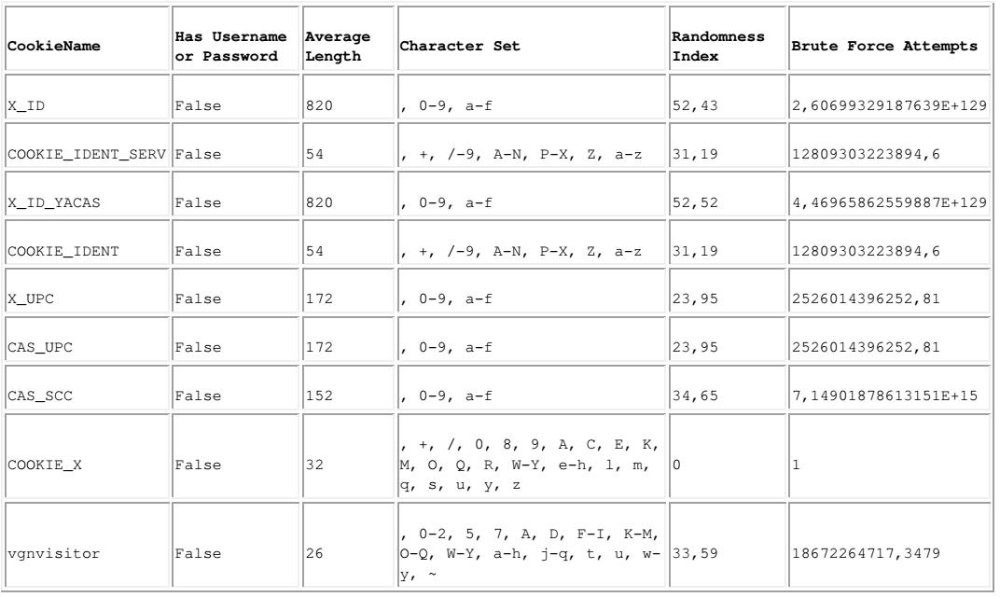 CookieName Has Username or Password Average Length Character Set Randomness Index Brute Force Attempts
X_ID False 820 , 0-9, a-f 52,43 2,60699329187639E+129
COOKIE_IDENT_SERV False 54 , +, /-9, A-N, P-X, Z, a-z 31,19 12809303223894,6
X_ID_YACAS False 820 , 0-9, a-f 52,52 4,46965862559887E+129
COOKIE_IDENT False 54 , +, /-9, A-N, P-X, Z, a-z 31,19 12809303223894,6
X_UPC False 172 , 0-9, a-f 23,95 2526014396252,81
CAS_UPC False 172 , 0-9, a-f 23,95 2526014396252,81
CAS_SCC False 152 , 0-9, a-f 34,65 7,14901878613151E+15
COOKIE_X False 32 , +, /, 0, 8, 9, A, C, E, K, M, O, Q, R, W-Y, e-h, l, m, q, s, u, y, z 0 1
vgnvisitor False 26 , 0-2, 5, 7, A, D, F-I, K-M, O-Q, W-Y, a-h, j-q, t, u, w-y, ~ 33,59 18672264717,3479